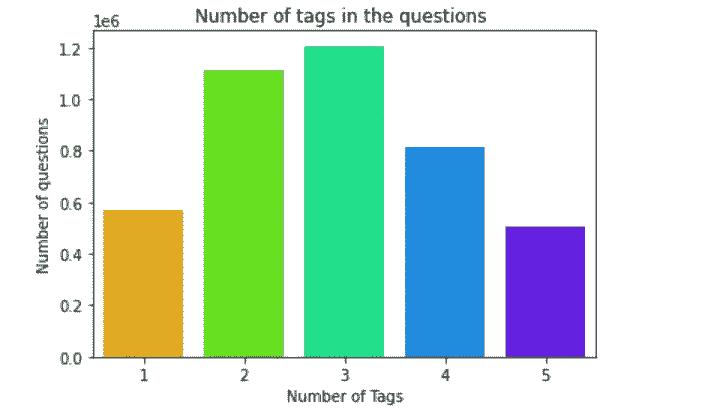 Number of tags in the questions
1e6
1.2
1.0
0.8
0.6
0.4
0.2
0.0
Number of questions
1 2 3 4 5
Number of Tags